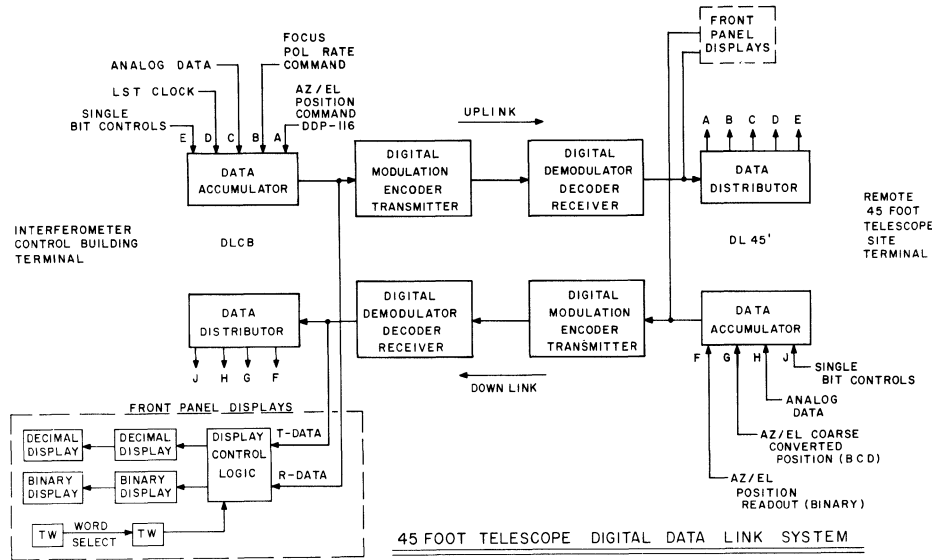 FRONT
PANEL
DISPLAYS
FOCUS
POL RATE
COMMAND
ANALOG DATA
LST CLOCK
AZ/EL
POSITION
COMMAND
DDP-116
SINGLE
BIT CONTROLS
E D C B A
UPLINK
A B C D E
DATA
ACCUMULATOR
DIGITAL
MODULATION
ENCODER
TRANSMITTER
DIGITAL
DEMODULATOR
DECODER
RECEIVER
DATA
DISTRIBUTOR
INTERFEROMETER
CONTROL BUILDING
TERMINAL
DLCB
DL 45'
REMOTE
45 FOOT
TELESCOPE
SITE
TERMINAL
DATA
DISTRIBUTOR
DIGITAL
DEMODULATOR
DECODER
RECEIVER
DIGITAL
MODULATION
ENCODER
TRANSMITTER
DATA
ACCUMULATOR
J H G F
DOWN LINK
F G H J
SINGLE
BIT CONTROLS
ANALOG
DATA
AZ/EL COARSE
CONVERTED
POSITION (BCD)
AZ/EL
POSITION
READOUT (BINARY)
FRONT PANEL DISPLAYS
DECIMAL
DISPLAY
DECIMAL
DISPLAY
DISPLAY
CONTROL
LOGIC
T-DATA
BINARY
DISPLAY
BINARY
DISPLAY
R-DATA
TW
WORD
SELECT
TW
45 FOOT TELESCOPE DIGITAL DATA LINK SYSTEM